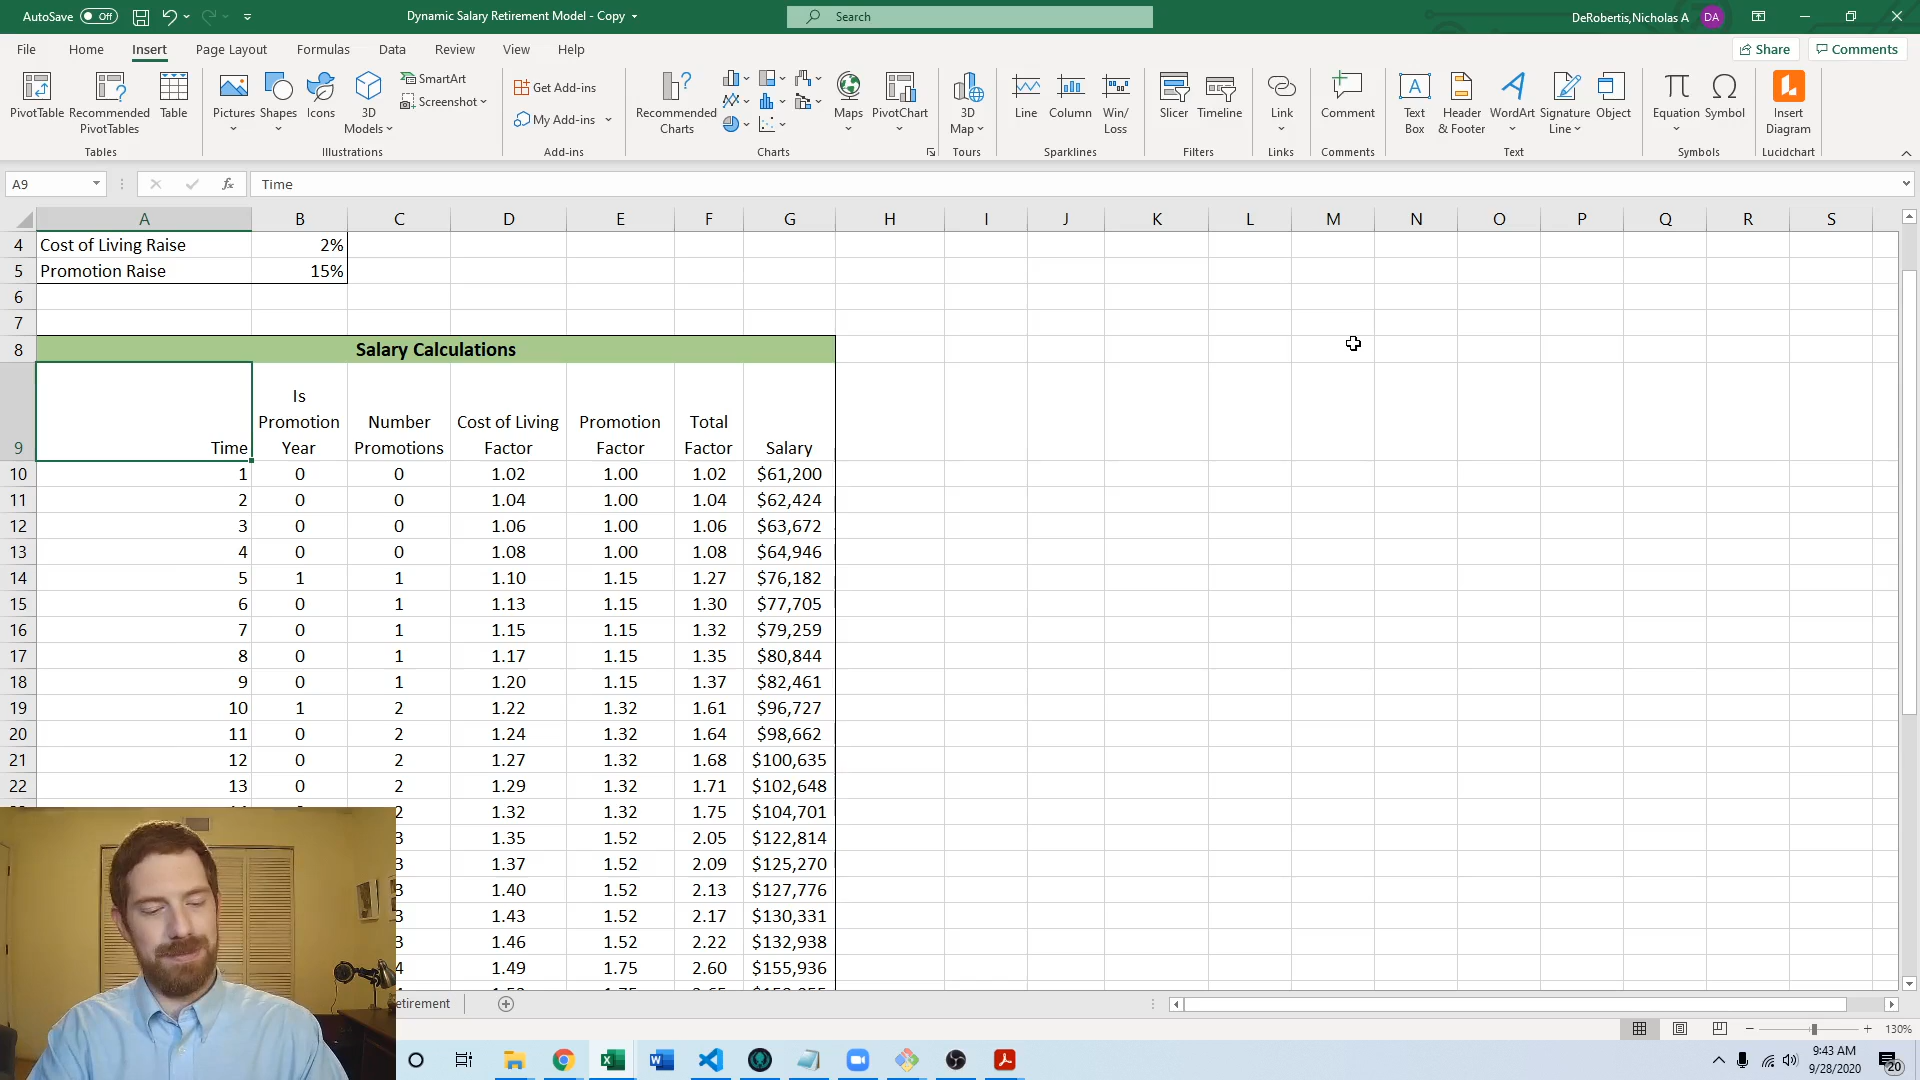 AutoSave Off
Dynamic Salary Retirement Model - Copy
Search
DeRobertis,Nicholas A DA
File Home Insert Page Layout Formulas Data Review View Help
Share Comments
PivotTable
Recommended PivotTables
Table
Pictures
Shapes
Icons
3D Models
SmartArt
Screenshot
Get Add-ins
My Add-ins
Recommended Charts
Maps
PivotChart
3D Map
Line
Column
Win/ Loss
Slicer
Timeline
Link
Comment
Text Box
Header & Footer
WordArt
Signature Line
Object
Equation
Symbol
Insert Diagram
Tables Illustrations Add-ins Charts Tours Sparklines Filters Links Comments Text Symbols Lucidchart
A9 fx Time
A B C D E F G H I J K L M N O P Q R S
4 Cost of Living Raise 2%
5 Promotion Raise 15%
6
7
8 Salary Calculations
Is
Promotion Number Cost of Living Promotion Total
9 Time Year Promotions Factor Factor Factor Salary
10 1 0 0 1.02 1.00 1.02 $61,200
11 2 0 0 1.04 1.00 1.04 $62,424
12 3 0 0 1.06 1.00 1.06 $63,672
13 4 0 0 1.08 1.00 1.08 $64,946
14 5 1 1 1.10 1.15 1.27 $76,182
15 6 0 1 1.13 1.15 1.30 $77,705
16 7 0 1 1.15 1.15 1.32 $79,259
17 8 0 1 1.17 1.15 1.35 $80,844
18 9 0 1 1.20 1.15 1.37 $82,461
19 10 1 2 1.22 1.32 1.61 $96,727
20 11 0 2 1.24 1.32 1.64 $98,662
21 12 0 2 1.27 1.32 1.68 $100,635
22 13 0 2 1.29 1.32 1.71 $102,648
2 1.32 1.32 1.75 $104,701
3 1.35 1.52 2.05 $122,814
3 1.37 1.52 2.09 $125,270
3 1.40 1.52 2.13 $127,776
3 1.43 1.52 2.17 $130,331
3 1.46 1.52 2.22 $132,938
4 1.49 1.75 2.60 $155,936
etirement
130%
9:43 AM
9/28/2020
20